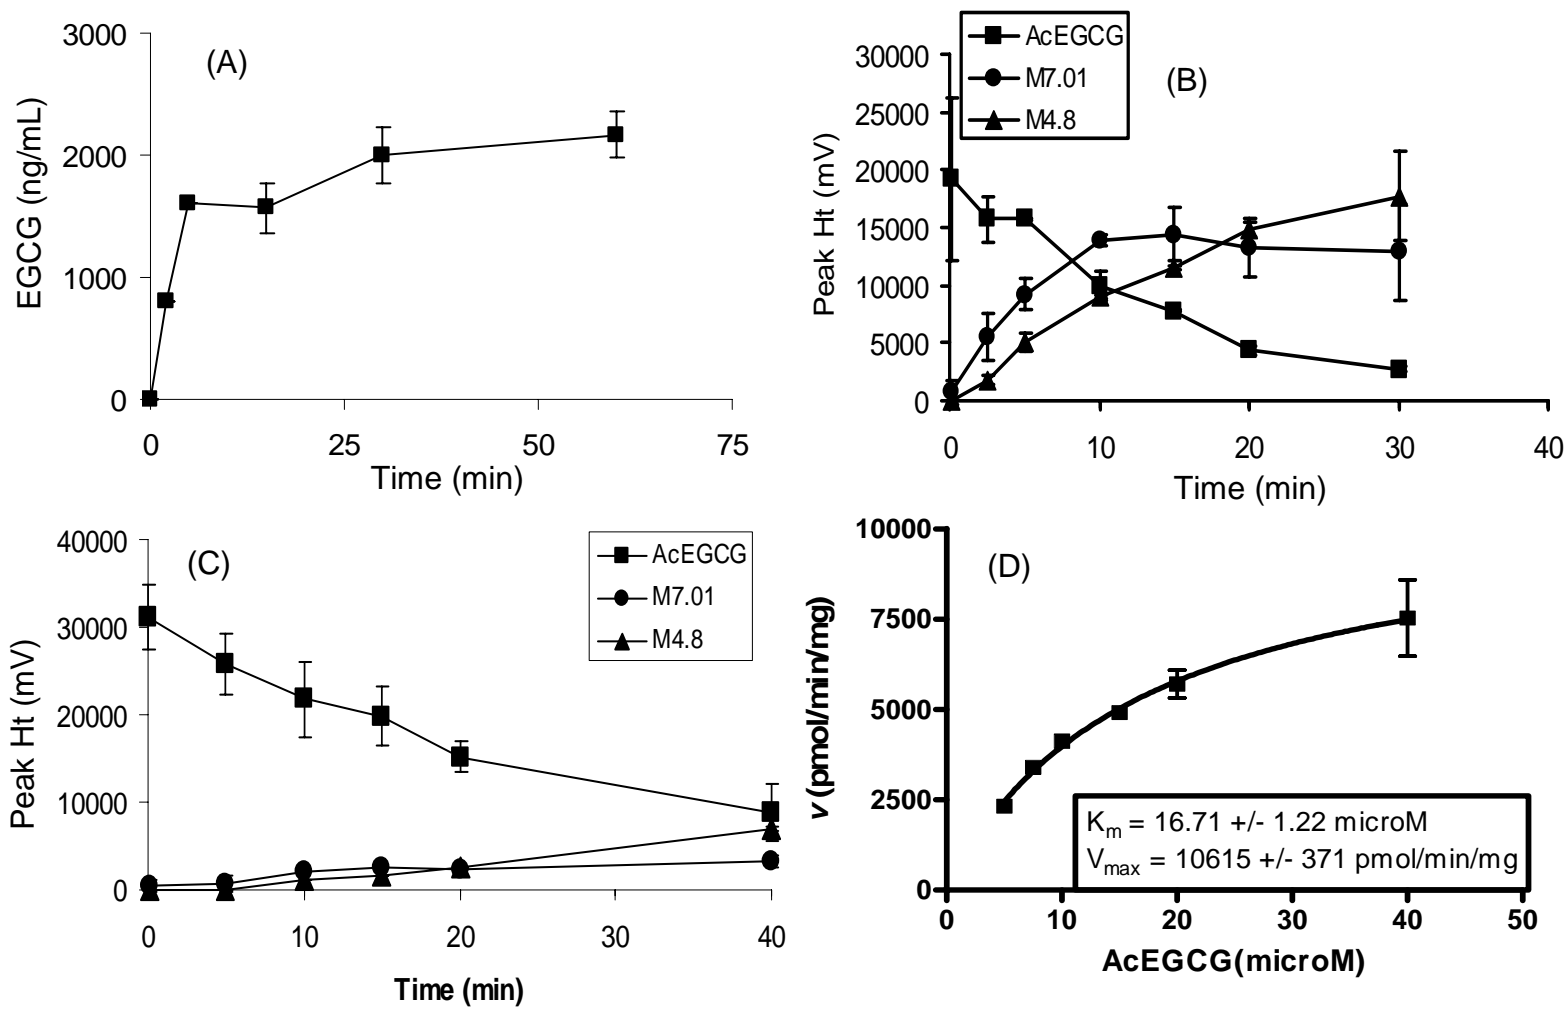 (A)
EGCG (ng/mL)
3000
2000
1000
0
0 25 50 75
Time (min)
(B)
AcEGCG
M7.01
M4.8
Peak Ht (mV)
30000
25000
20000
15000
10000
5000
0
0 10 20 30 40
Time (min)
(C)
AcEGCG
M7.01
M4.8
Peak Ht (mV)
40000
30000
20000
10000
0
0 10 20 30 40
Time (min)
(D)
v (pmol/min/mg)
10000
7500
5000
2500
0
Km = 16.71 +/- 1.22 microM
Vmax = 10615 +/- 371 pmol/min/mg
0 10 20 30 40 50
AcEGCG(microM)